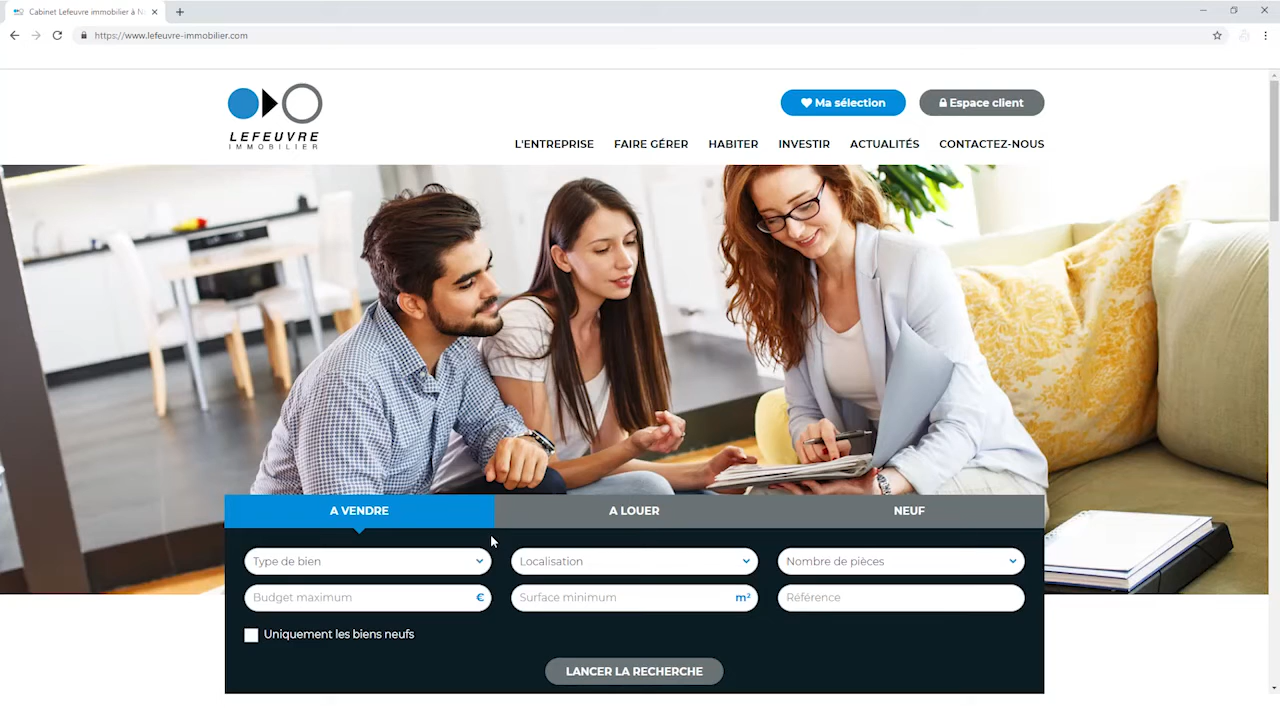 Cabinet Lefeuvre immobilier à N
https://www.lefeuvre-immobilier.com
LEFEUVRE
IMMOBILIER
Ma sélection
Espace client
L'ENTREPRISE
FAIRE GÉRER
HABITER
INVESTIR
ACTUALITÉS
CONTACTEZ-NOUS
A VENDRE
A LOUER
NEUF
Type de bien
Localisation
Nombre de pièces
Budget maximum €
Surface minimum m²
Référence
Uniquement les biens neufs
LANCER LA RECHERCHE